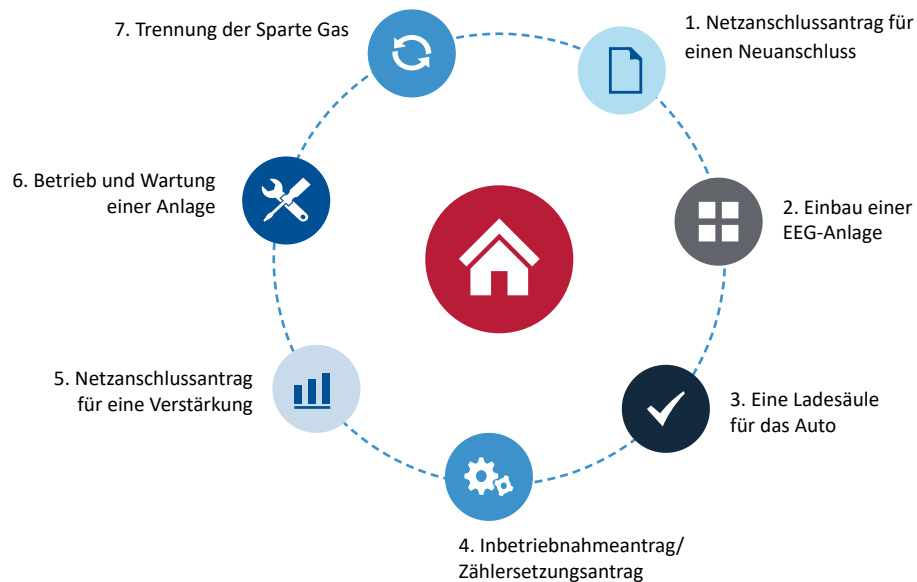 1. Netzanschlussantrag für
einen Neuanschluss
2. Einbau einer
EEG-Anlage
3. Eine Ladesäule
für das Auto
4. Inbetriebnahmeantrag/
Zählersetzungsantrag
5. Netzanschlussantrag
für eine Verstärkung
6. Betrieb und Wartung
einer Anlage
7. Trennung der Sparte Gas